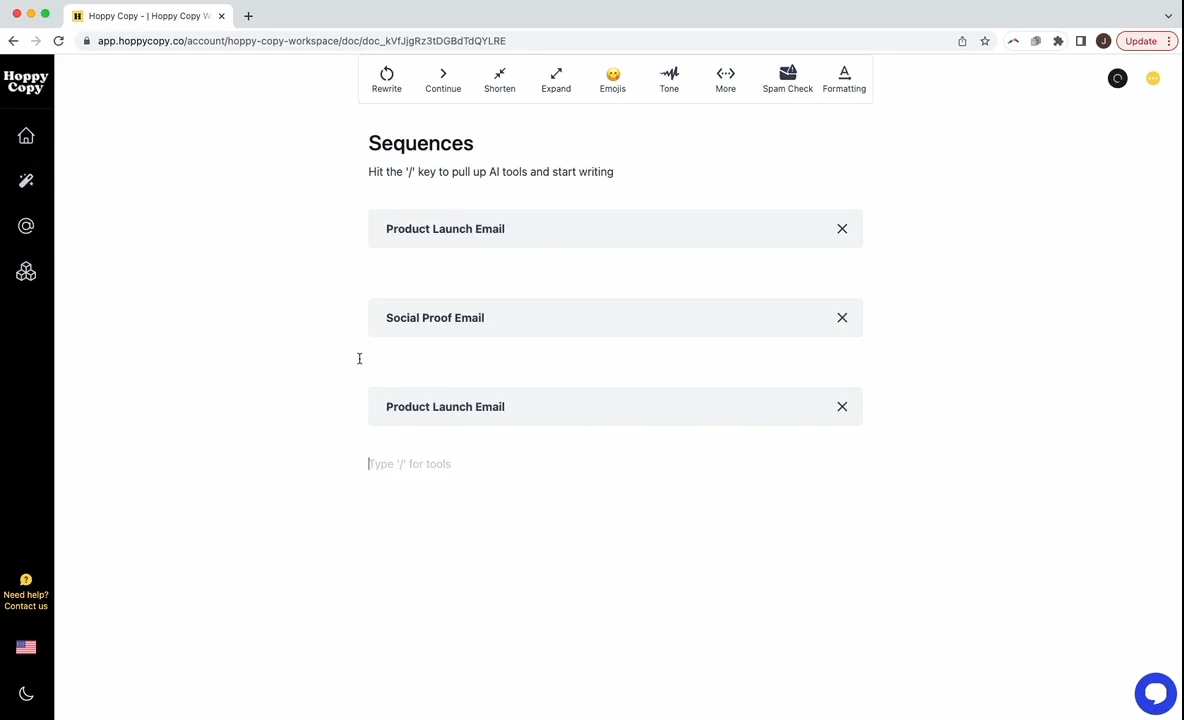 Hoppy Copy - | Hoppy Copy W
app.hoppycopy.co/account/hoppy-copy-workspace/doc/doc_kVfJjgRz3tDGBdTdQYLRE
J
Update
Hoppy
Copy
Rewrite
Continue
Shorten
Expand
Emojis
Tone
More
Spam Check
Formatting
Sequences
Hit the '/' key to pull up AI tools and start writing
Product Launch Email
Social Proof Email
Product Launch Email
Type '/' for tools
Need help?
Contact us